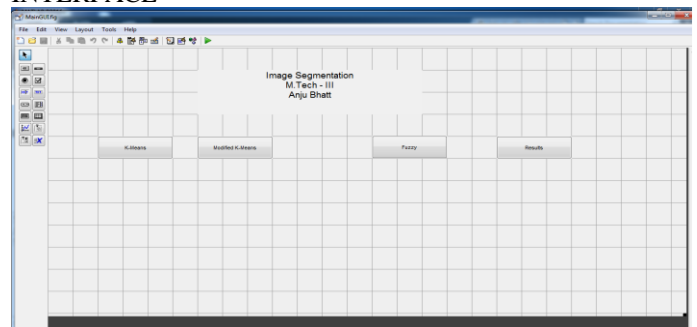 INTERFACE
MainGUI.fig
File Edit View Layout Tools Help
Image Segmentation
M.Tech - III
Anju Bhatt
K-Means Modified K-Means Fuzzy Results